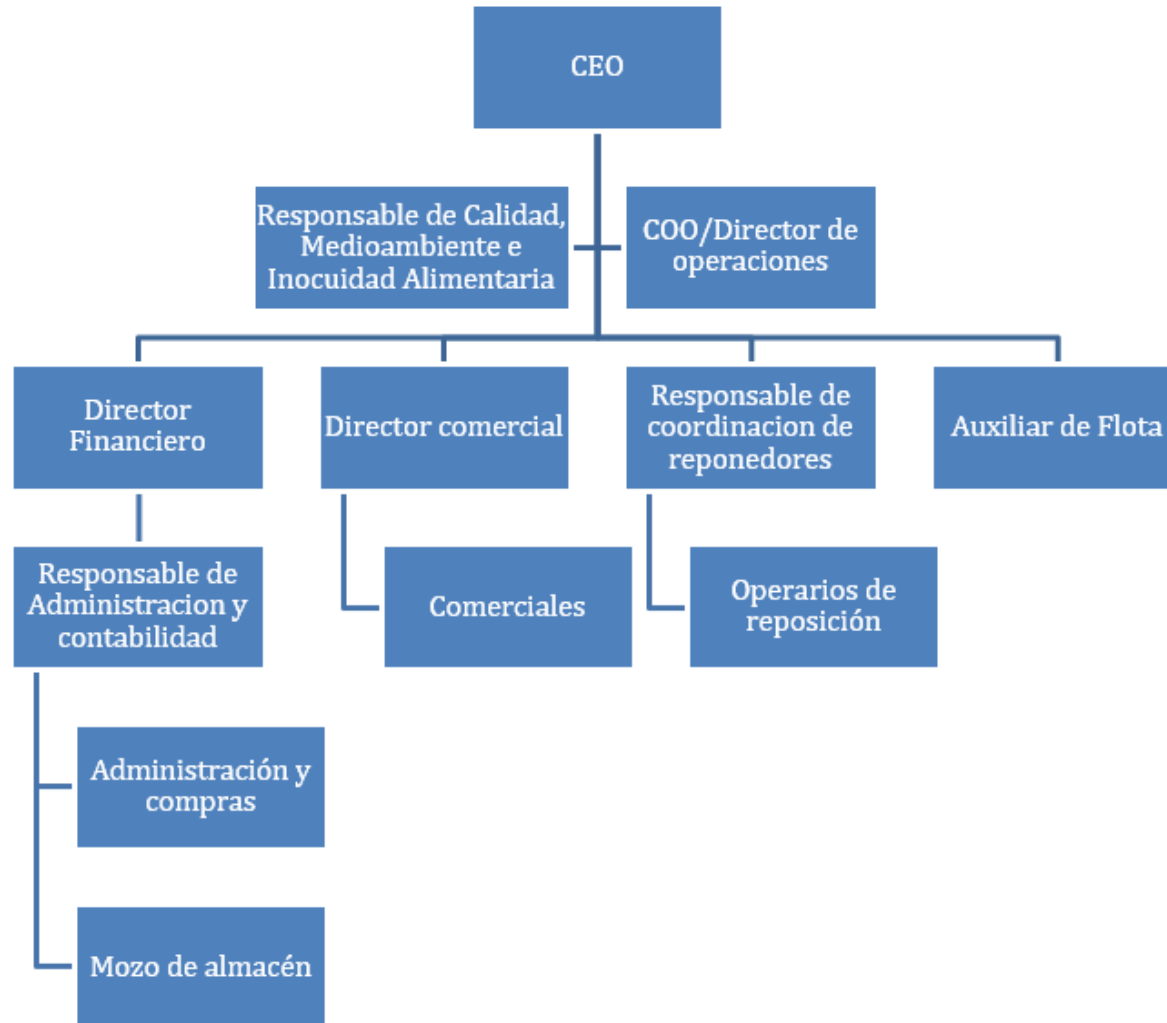 CEO
Responsable de Calidad,
Medioambiente e
Inocuidad Alimentaria
COO/Director de
operaciones
Director
Financiero
Director comercial
Responsable de
coordinacion de
reponedores
Auxiliar de Flota
Responsable de
Administracion y
contabilidad
Comerciales
Operarios de
reposición
Administración y
compras
Mozo de almacén